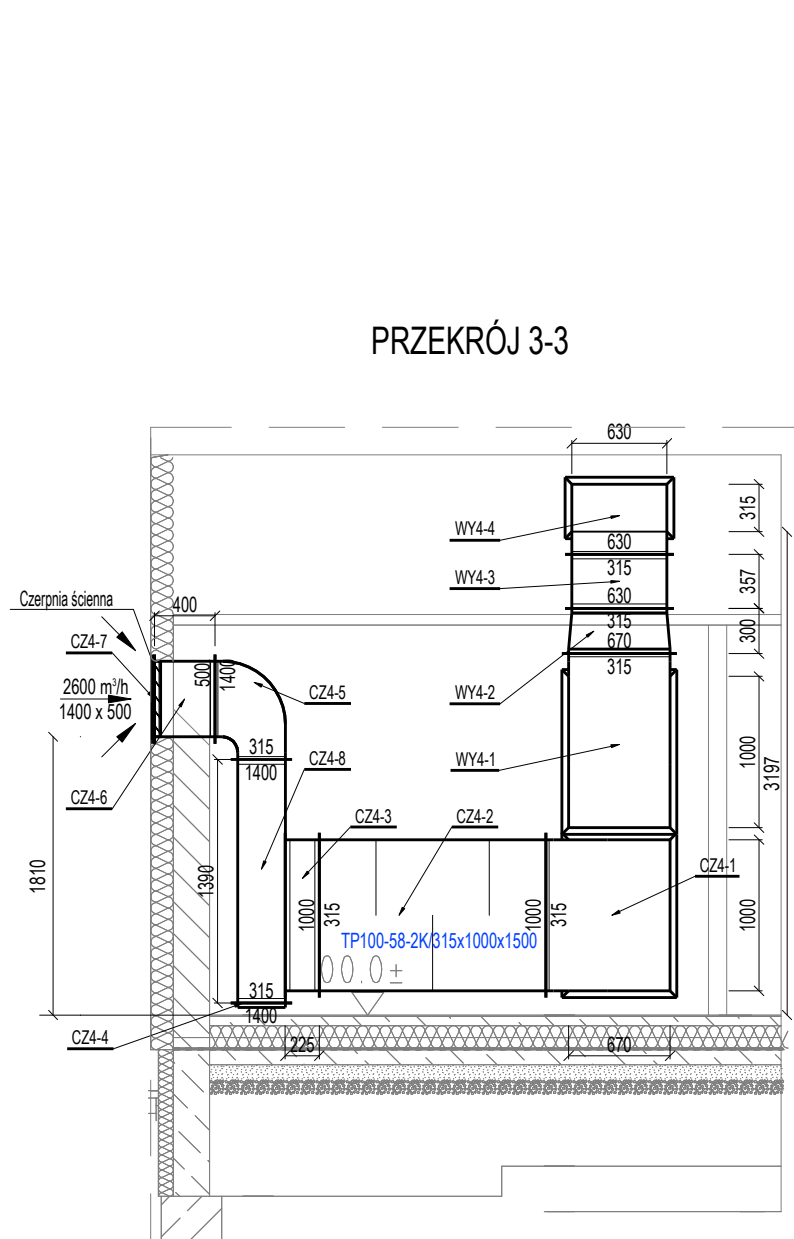 PRZEKRÓJ 3-3
630
315
WY4-4
630
315
WY4-3
357
630
315
Czerpnia ścienna
400
300
CZ4-7
670
315
500
1400
CZ4-5
WY4-2
2600 m³/h
1400 x 500
315
1400
CZ4-8
WY4-1
1000
3197
CZ4-6
CZ4-3
CZ4-2
1810
1390
CZ4-1
1000
315
1000
315
1000
TP100-58-2K/315x1000x1500
00.0±
315
1400
CZ4-4
225
670